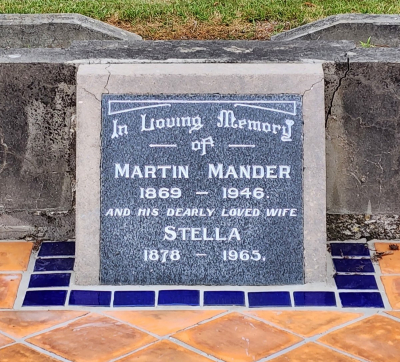 In Loving Memory
of
MARTIN MANDER
1869 — 1946.
AND HIS DEARLY LOVED WIFE
STELLA
1878 — 1965.